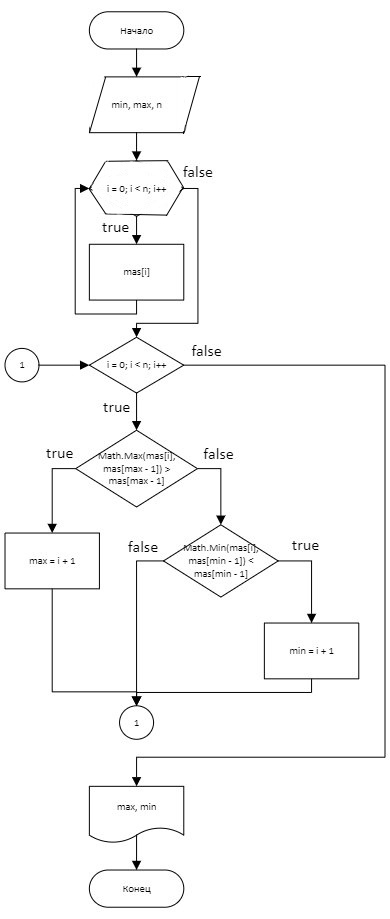 Начало
min, max, n
i = 0; i < n; i++
false
true
mas[i]
1
i = 0; i < n; i++
false
true
Math.Max(mas[i],
mas[max - 1]) >
mas[max - 1]
true
false
max = i + 1
Math.Min(mas[i],
mas[min - 1]) <
mas[min - 1]
false
true
min = i + 1
1
max, min
Конец